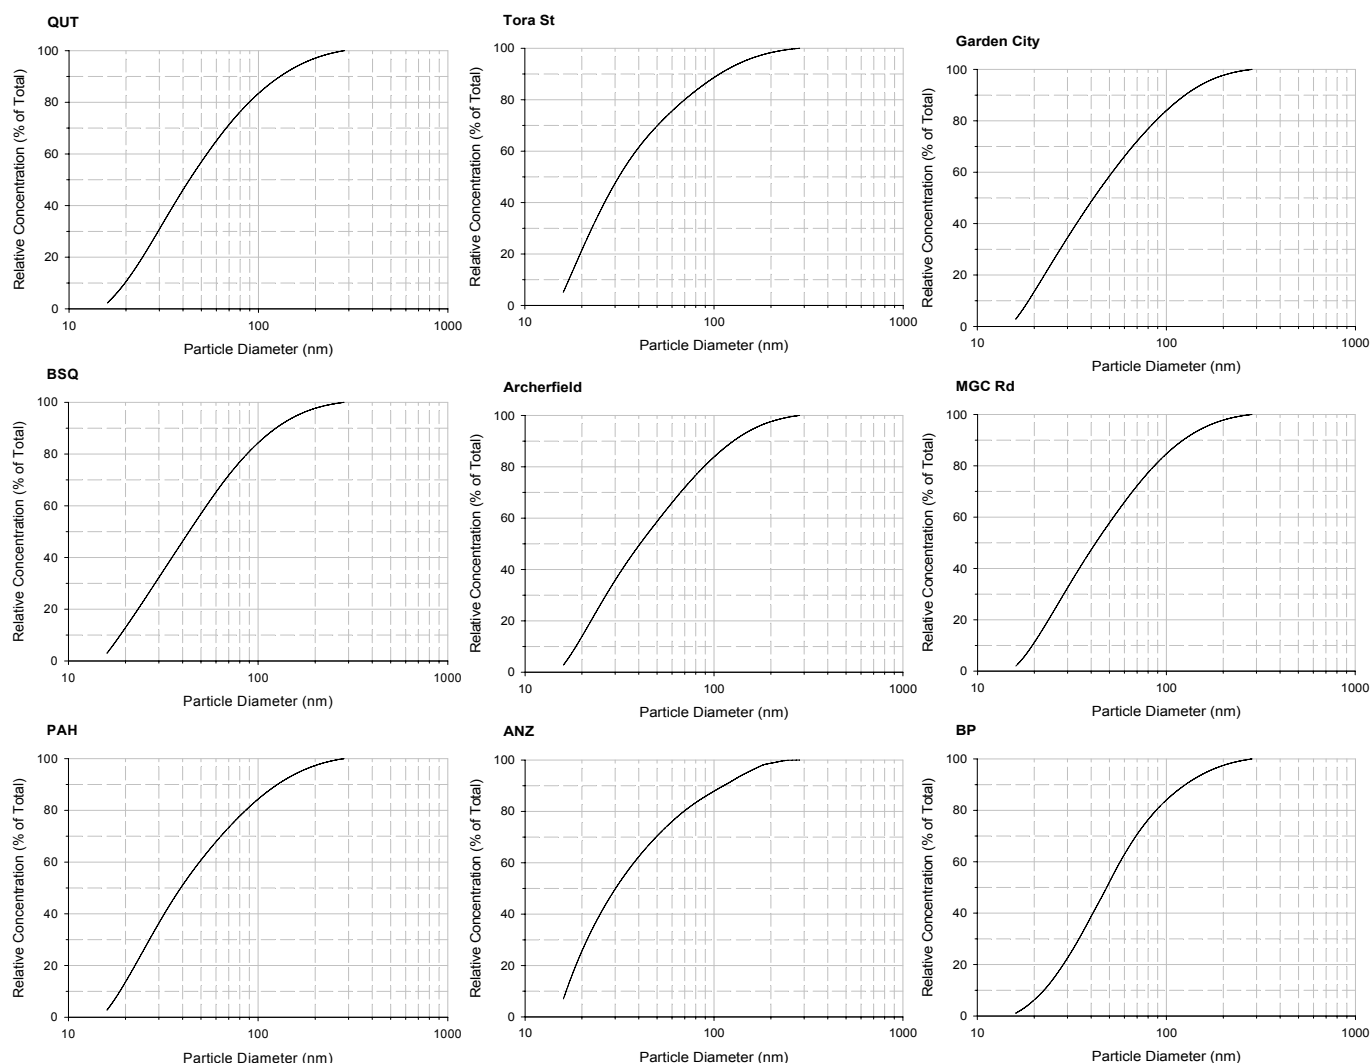 QUT
Relative Concentration (% of Total)
100
80
60
40
20
0
10 100 1000
Particle Diameter (nm)
Tora St
Relative Concentration (% of Total)
100
80
60
40
20
0
10 100 1000
Particle Diameter (nm)
Garden City
Relative Concentration (% of Total)
100
80
60
40
20
0
10 100 1000
Particle Diameter (nm)
BSQ
Relative Concentration (% of Total)
100
80
60
40
20
0
10 100 1000
Particle Diameter (nm)
Archerfield
Relative Concentration (% of Total)
100
80
60
40
20
0
10 100 1000
Particle Diameter (nm)
MGC Rd
Relative Concentration (% of Total)
100
80
60
40
20
0
10 100 1000
Particle Diameter (nm)
PAH
Relative Concentration (% of Total)
100
80
60
40
20
0
10 100 1000
Particle Diameter (nm)
ANZ
Relative Concentration (% of Total)
100
80
60
40
20
0
10 100 1000
Particle Diameter (nm)
BP
Relative Concentration (% of Total)
100
80
60
40
20
0
10 100 1000
Particle Diameter (nm)